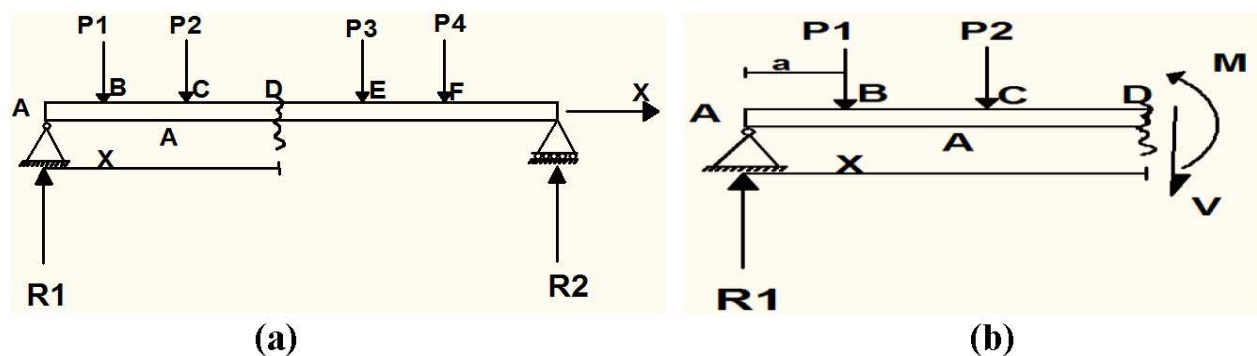 P1 P2 P3 P4
A B C D E F X
A
X
R1 R2
(a)
P1 P2
a M
A B C D
A
X
V
R1
(b)